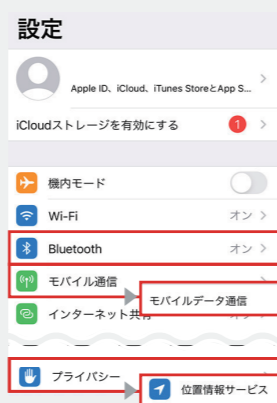 設定
Apple ID、iCloud、iTunes StoreとApp S...
iCloudストレージを有効にする 1
機内モード
Wi-Fi オン
Bluetooth オン
モバイル通信
モバイルデータ通信
インターネット共有
プライバシー
位置情報サービス